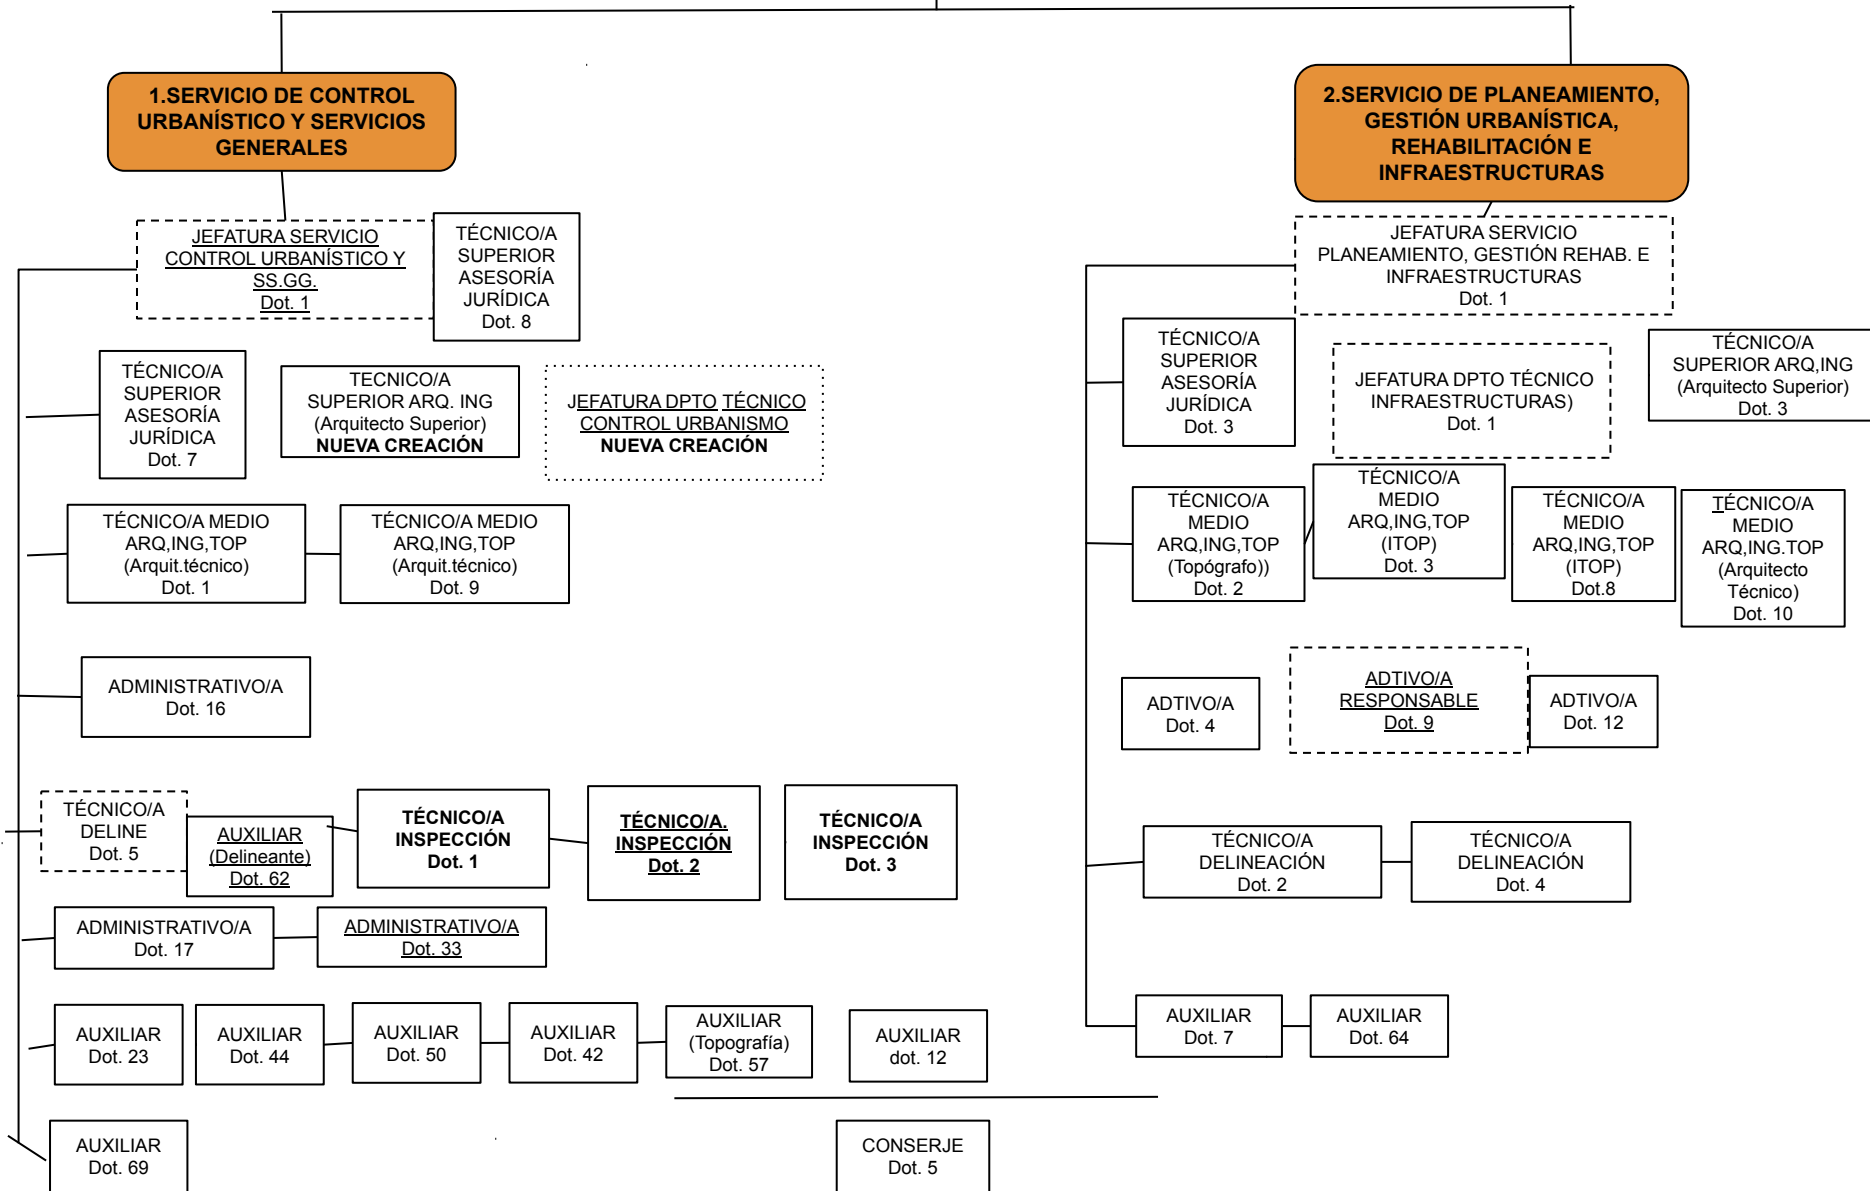 1.SERVICIO DE CONTROL
URBANÍSTICO Y SERVICIOS
GENERALES
JEFATURA SERVICIO
CONTROL URBANÍSTICO Y
SS.GG.
Dot. 1
TÉCNICO/A
SUPERIOR
ASESORÍA
JURÍDICA
Dot. 8
TÉCNICO/A
SUPERIOR
ASESORÍA
JURÍDICA
Dot. 7
TECNICO/A
SUPERIOR ARQ. ING
(Arquitecto Superior)
NUEVA CREACIÓN
JEFATURA DPTO TÉCNICO
CONTROL URBANISMO
NUEVA CREACIÓN
TÉCNICO/A MEDIO
ARQ,ING,TOP
(Arquit.técnico)
Dot. 1
TÉCNICO/A MEDIO
ARQ,ING,TOP
(Arquit.técnico)
Dot. 9
ADMINISTRATIVO/A
Dot. 16
TÉCNICO/A
DELINE
Dot. 5
AUXILIAR
(Delineante)
Dot. 62
TÉCNICO/A
INSPECCIÓN
Dot. 1
TÉCNICO/A.
INSPECCIÓN
Dot. 2
TÉCNICO/A
INSPECCIÓN
Dot. 3
ADMINISTRATIVO/A
Dot. 17
ADMINISTRATIVO/A
Dot. 33
AUXILIAR
Dot. 23
AUXILIAR
Dot. 44
AUXILIAR
Dot. 50
AUXILIAR
Dot. 42
AUXILIAR
(Topografía)
Dot. 57
AUXILIAR
dot. 12
AUXILIAR
Dot. 69
CONSERJE
Dot. 5
2.SERVICIO DE PLANEAMIENTO,
GESTIÓN URBANÍSTICA,
REHABILITACIÓN E
INFRAESTRUCTURAS
JEFATURA SERVICIO
PLANEAMIENTO, GESTIÓN REHAB. E
INFRAESTRUCTURAS
Dot. 1
TÉCNICO/A
SUPERIOR
ASESORÍA
JURÍDICA
Dot. 3
JEFATURA DPTO TÉCNICO
INFRAESTRUCTURAS)
Dot. 1
TÉCNICO/A
SUPERIOR ARQ,ING
(Arquitecto Superior)
Dot. 3
TÉCNICO/A
MEDIO
ARQ,ING,TOP
(Topógrafo))
Dot. 2
TÉCNICO/A
MEDIO
ARQ,ING,TOP
(ITOP)
Dot. 3
TÉCNICO/A
MEDIO
ARQ,ING,TOP
(ITOP)
Dot.8
TÉCNICO/A
MEDIO
ARQ,ING.TOP
(Arquitecto
Técnico)
Dot. 10
ADTIVO/A
Dot. 4
ADTIVO/A
RESPONSABLE
Dot. 9
ADTIVO/A
Dot. 12
TÉCNICO/A
DELINEACIÓN
Dot. 2
TÉCNICO/A
DELINEACIÓN
Dot. 4
AUXILIAR
Dot. 7
AUXILIAR
Dot. 64